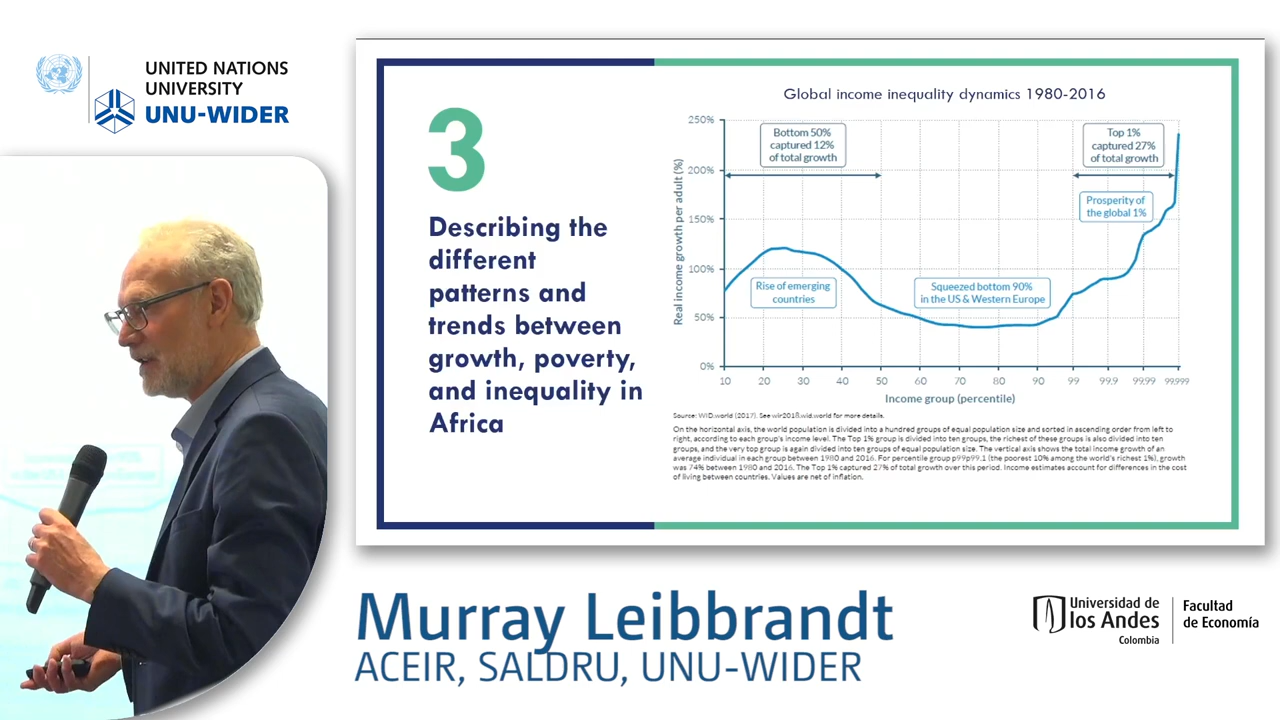 UNITED NATIONS
UNIVERSITY
UNU-WIDER
3
Describing the
different
patterns and
trends between
growth, poverty,
and inequality in
Africa
Global income inequality dynamics 1980-2016
Real income growth per adult (%)
250%
200%
150%
100%
50%
0%
Bottom 50%
captured 12%
of total growth
Top 1%
captured 27%
of total growth
Prosperity of
the global 1%
Rise of emerging
countries
Squeezed bottom 90%
in the US & Western Europe
10 20 30 40 50 60 70 80 90 99 99.9 99.99 99.999
Income group (percentile)
Source: WID.world (2017). See wir2018.wid.world for more details.
On the horizontal axis, the world population is divided into a hundred groups of equal population size and sorted in ascending order from left to
right, according to each group's income level. The Top 1% group is divided into ten groups, the richest of these groups is also divided into ten
groups, and the very top group is again divided into ten groups of equal population size. The vertical axis shows the total income growth of an
average individual in each group between 1980 and 2016. For percentile group p99p99.1 (the poorest 10% among the world's richest 1%), growth
was 74% between 1980 and 2016. The Top 1% captured 27% of total growth over this period. Income estimates account for differences in the cost
of living between countries. Values are net of inflation.
Murray Leibbrandt
ACEIR, SALDRU, UNU-WIDER
Universidad de
los Andes
Colombia
Facultad
de Economía